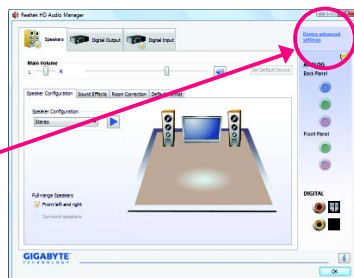 Realtek HD Audio Manager
Speakers
Digital Output
Digital Input
Device advanced
settings
Main Volume
L
R
Set Default Device
ANALOG
Back Panel
Speaker Configuration
Sound Effects
Room Correction
Default Format
Speaker Configuration
Stereo
Front Panel
Full-range Speakers
Front left and right
Surround speakers
DIGITAL
GIGABYTE
TECHNOLOGY
OK